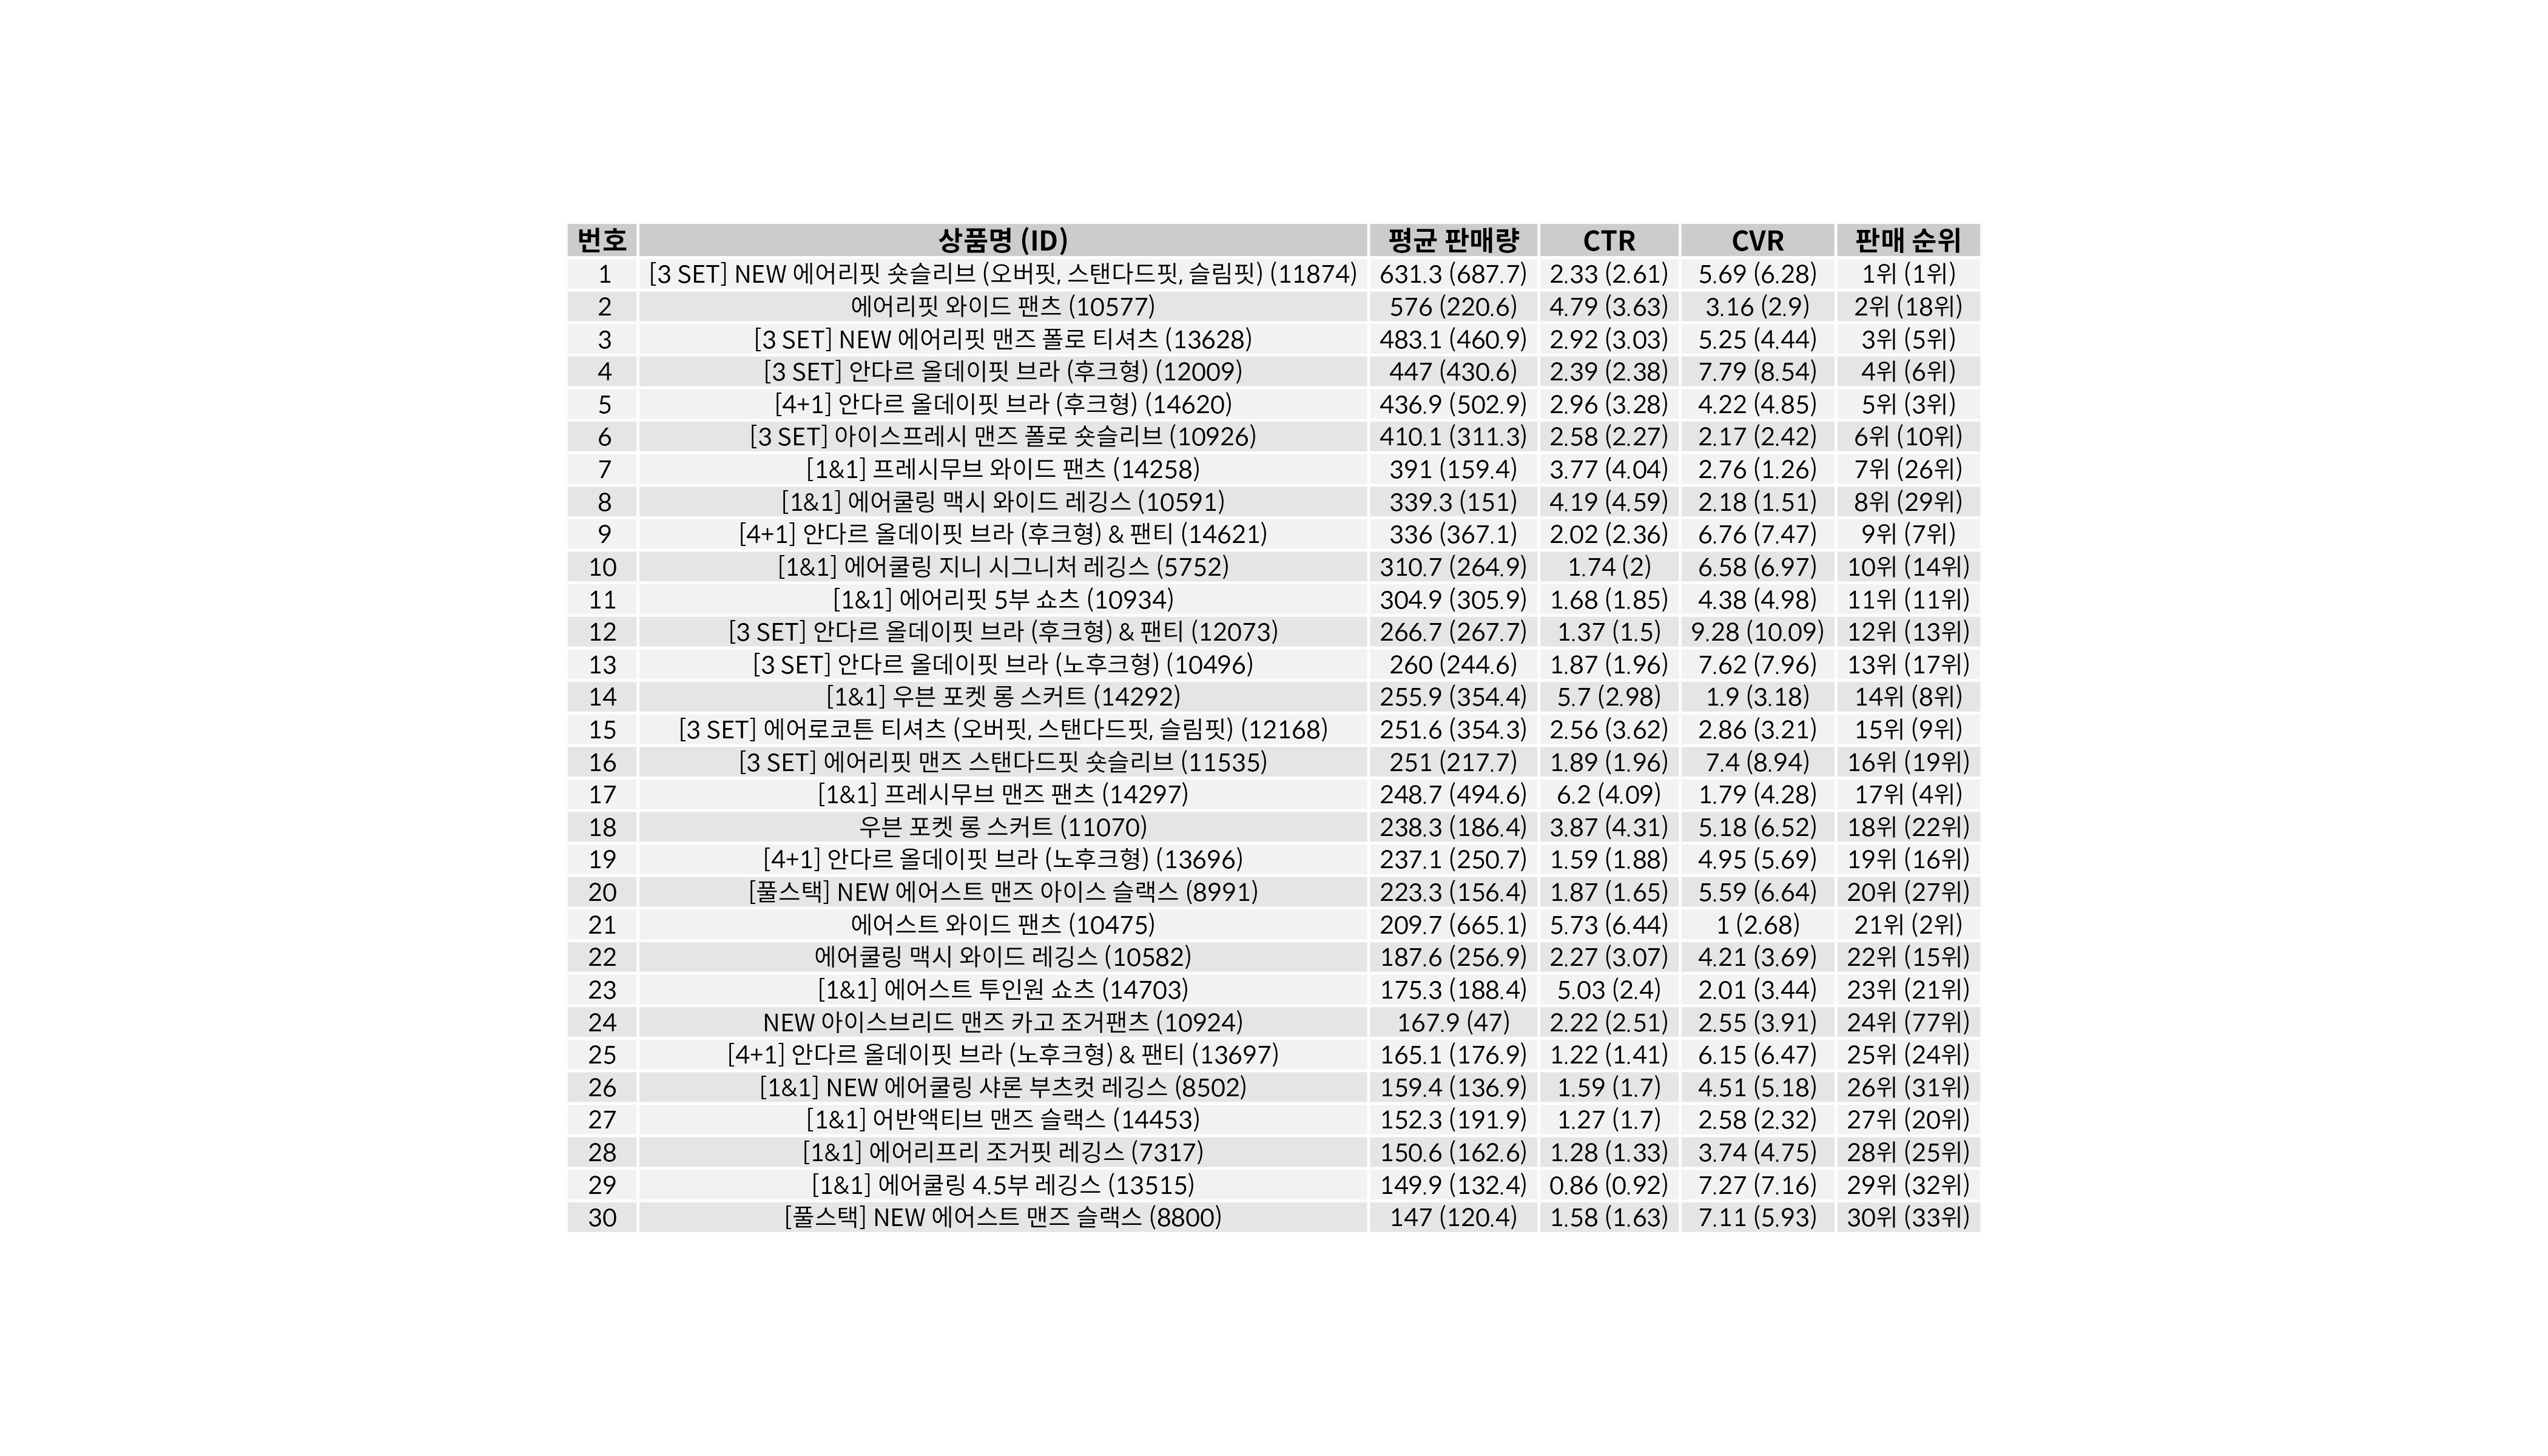 번호 상품명 (ID) 평균 판매량 CTR CVR 판매 순위
1 [3 SET] NEW 에어리핏 숏슬리브 (오버핏, 스탠다드핏, 슬림핏) (11874) 631.3 (687.7) 2.33 (2.61) 5.69 (6.28) 1위 (1위)
2 에어리핏 와이드 팬츠 (10577) 576 (220.6) 4.79 (3.63) 3.16 (2.9) 2위 (18위)
3 [3 SET] NEW 에어리핏 맨즈 폴로 티셔츠 (13628) 483.1 (460.9) 2.92 (3.03) 5.25 (4.44) 3위 (5위)
4 [3 SET] 안다르 올데이핏 브라 (후크형) (12009) 447 (430.6) 2.39 (2.38) 7.79 (8.54) 4위 (6위)
5 [4+1] 안다르 올데이핏 브라 (후크형) (14620) 436.9 (502.9) 2.96 (3.28) 4.22 (4.85) 5위 (3위)
6 [3 SET] 아이스프레시 맨즈 폴로 숏슬리브 (10926) 410.1 (311.3) 2.58 (2.27) 2.17 (2.42) 6위 (10위)
7 [1&1] 프레시무브 와이드 팬츠 (14258) 391 (159.4) 3.77 (4.04) 2.76 (1.26) 7위 (26위)
8 [1&1] 에어쿨링 맥시 와이드 레깅스 (10591) 339.3 (151) 4.19 (4.59) 2.18 (1.51) 8위 (29위)
9 [4+1] 안다르 올데이핏 브라 (후크형) & 팬티 (14621) 336 (367.1) 2.02 (2.36) 6.76 (7.47) 9위 (7위)
10 [1&1] 에어쿨링 지니 시그니처 레깅스 (5752) 310.7 (264.9) 1.74 (2) 6.58 (6.97) 10위 (14위)
11 [1&1] 에어리핏 5부 쇼츠 (10934) 304.9 (305.9) 1.68 (1.85) 4.38 (4.98) 11위 (11위)
12 [3 SET] 안다르 올데이핏 브라 (후크형) & 팬티 (12073) 266.7 (267.7) 1.37 (1.5) 9.28 (10.09) 12위 (13위)
13 [3 SET] 안다르 올데이핏 브라 (노후크형) (10496) 260 (244.6) 1.87 (1.96) 7.62 (7.96) 13위 (17위)
14 [1&1] 우븐 포켓 롱 스커트 (14292) 255.9 (354.4) 5.7 (2.98) 1.9 (3.18) 14위 (8위)
15 [3 SET] 에어로코튼 티셔츠 (오버핏, 스탠다드핏, 슬림핏) (12168) 251.6 (354.3) 2.56 (3.62) 2.86 (3.21) 15위 (9위)
16 [3 SET] 에어리핏 맨즈 스탠다드핏 숏슬리브 (11535) 251 (217.7) 1.89 (1.96) 7.4 (8.94) 16위 (19위)
17 [1&1] 프레시무브 맨즈 팬츠 (14297) 248.7 (494.6) 6.2 (4.09) 1.79 (4.28) 17위 (4위)
18 우븐 포켓 롱 스커트 (11070) 238.3 (186.4) 3.87 (4.31) 5.18 (6.52) 18위 (22위)
19 [4+1] 안다르 올데이핏 브라 (노후크형) (13696) 237.1 (250.7) 1.59 (1.88) 4.95 (5.69) 19위 (16위)
20 [풀스택] NEW 에어스트 맨즈 아이스 슬랙스 (8991) 223.3 (156.4) 1.87 (1.65) 5.59 (6.64) 20위 (27위)
21 에어스트 와이드 팬츠 (10475) 209.7 (665.1) 5.73 (6.44) 1 (2.68) 21위 (2위)
22 에어쿨링 맥시 와이드 레깅스 (10582) 187.6 (256.9) 2.27 (3.07) 4.21 (3.69) 22위 (15위)
23 [1&1] 에어스트 투인원 쇼츠 (14703) 175.3 (188.4) 5.03 (2.4) 2.01 (3.44) 23위 (21위)
24 NEW 아이스브리드 맨즈 카고 조거팬츠 (10924) 167.9 (47) 2.22 (2.51) 2.55 (3.91) 24위 (77위)
25 [4+1] 안다르 올데이핏 브라 (노후크형) & 팬티 (13697) 165.1 (176.9) 1.22 (1.41) 6.15 (6.47) 25위 (24위)
26 [1&1] NEW 에어쿨링 샤론 부츠컷 레깅스 (8502) 159.4 (136.9) 1.59 (1.7) 4.51 (5.18) 26위 (31위)
27 [1&1] 어반액티브 맨즈 슬랙스 (14453) 152.3 (191.9) 1.27 (1.7) 2.58 (2.32) 27위 (20위)
28 [1&1] 에어리프리 조거핏 레깅스 (7317) 150.6 (162.6) 1.28 (1.33) 3.74 (4.75) 28위 (25위)
29 [1&1] 에어쿨링 4.5부 레깅스 (13515) 149.9 (132.4) 0.86 (0.92) 7.27 (7.16) 29위 (32위)
30 [풀스택] NEW 에어스트 맨즈 슬랙스 (8800) 147 (120.4) 1.58 (1.63) 7.11 (5.93) 30위 (33위)